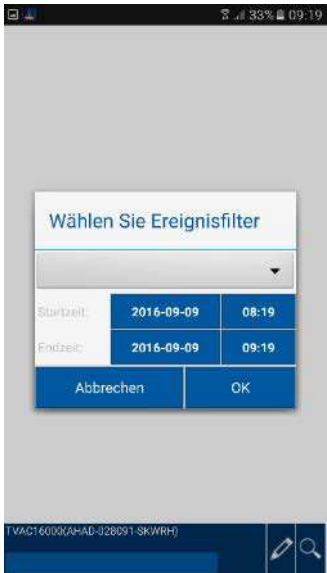 33% 09:19
Wählen Sie Ereignisfilter
Startzeit: 2016-09-09 08:19
Endzeit: 2016-09-09 09:19
Abbrechen OK
TVAC16000(AHAD-028091-SKWRH)